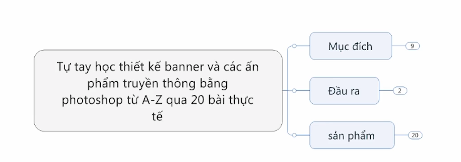 Tự tay học thiết kế banner và các ấn
phẩm truyền thông bằng
photoshop từ A-Z qua 20 bài thực
tế
Mục đích
9
Đầu ra
2
sản phẩm
20